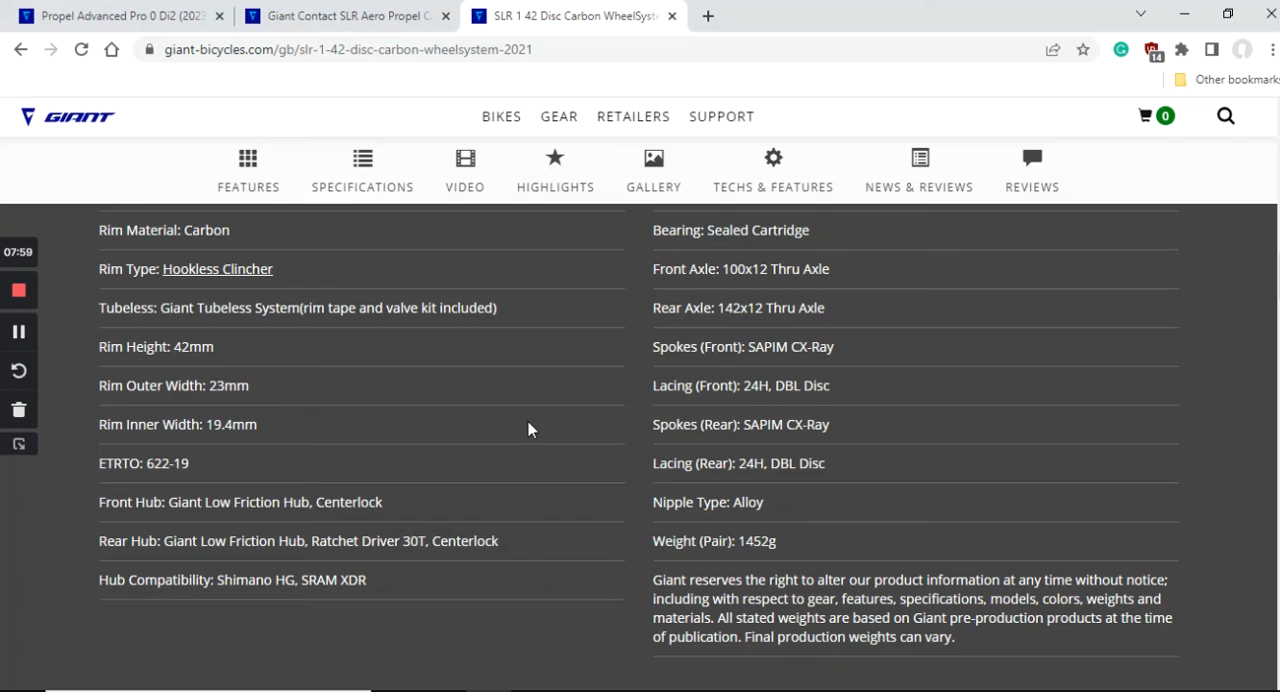 Propel Advanced Pro 0 Di2 (2023
Giant Contact SLR Aero Propel C
SLR 1 42 Disc Carbon WheelSyste
giant-bicycles.com/gb/slr-1-42-disc-carbon-wheelsystem-2021
14
Other bookmarks
GIANT
BIKES GEAR RETAILERS SUPPORT
0
FEATURES SPECIFICATIONS VIDEO HIGHLIGHTS GALLERY TECHS & FEATURES NEWS & REVIEWS REVIEWS
07:59
Rim Material: Carbon
Rim Type: Hookless Clincher
Tubeless: Giant Tubeless System(rim tape and valve kit included)
Rim Height: 42mm
Rim Outer Width: 23mm
Rim Inner Width: 19.4mm
ETRTO: 622-19
Front Hub: Giant Low Friction Hub, Centerlock
Rear Hub: Giant Low Friction Hub, Ratchet Driver 30T, Centerlock
Hub Compatibility: Shimano HG, SRAM XDR
Bearing: Sealed Cartridge
Front Axle: 100x12 Thru Axle
Rear Axle: 142x12 Thru Axle
Spokes (Front): SAPIM CX-Ray
Lacing (Front): 24H, DBL Disc
Spokes (Rear): SAPIM CX-Ray
Lacing (Rear): 24H, DBL Disc
Nipple Type: Alloy
Weight (Pair): 1452g
Giant reserves the right to alter our product information at any time without notice;
including with respect to gear, features, specifications, models, colors, weights and
materials. All stated weights are based on Giant pre-production products at the time
of publication. Final production weights can vary.